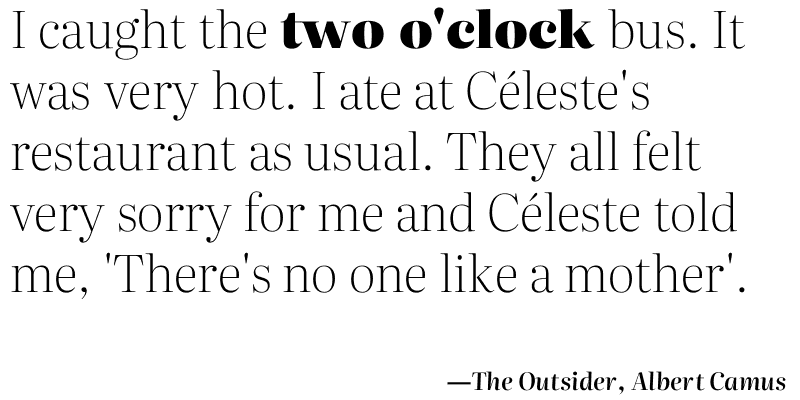 I caught the two o'clock bus. It
was very hot. I ate at Céleste's
restaurant as usual. They all felt
very sorry for me and Céleste told
me, 'There's no one like a mother'.
—The Outsider, Albert Camus